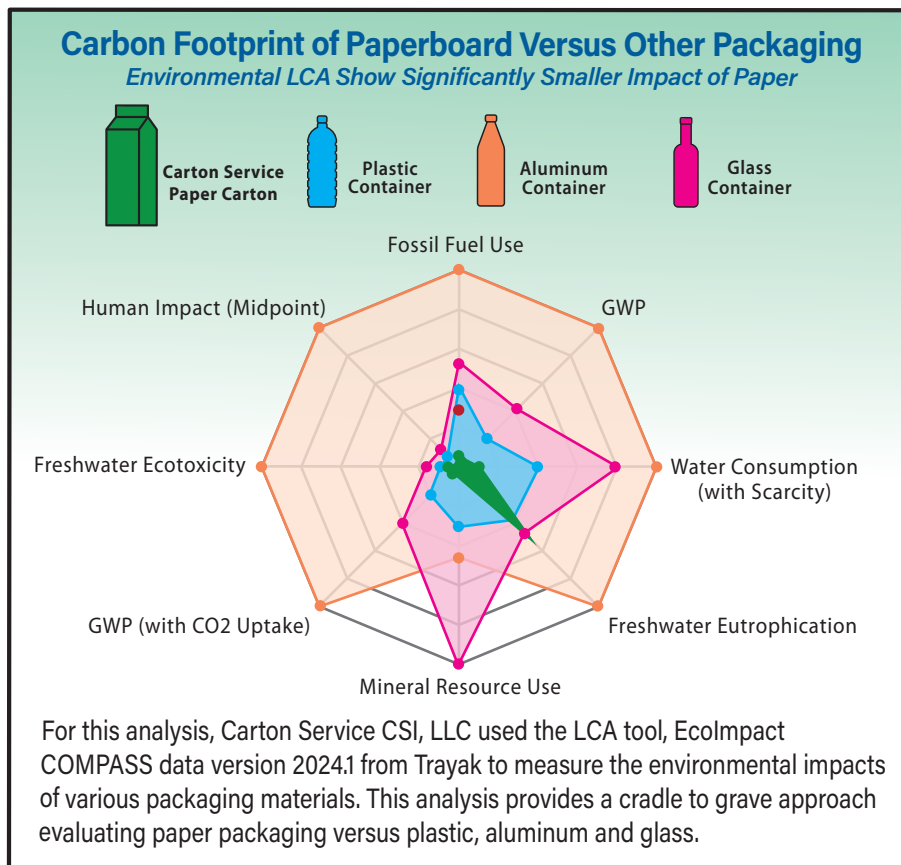 Carbon Footprint of Paperboard Versus Other Packaging
Environmental LCA Show Significantly Smaller Impact of Paper
Carton Service
Paper Carton
Plastic
Container
Aluminum
Container
Glass
Container
Fossil Fuel Use
Human Impact (Midpoint)
GWP
Freshwater Ecotoxicity
Water Consumption
(with Scarcity)
GWP (with CO2 Uptake)
Freshwater Eutrophication
Mineral Resource Use
For this analysis, Carton Service CSI, LLC used the LCA tool, EcoImpact
COMPASS data version 2024.1 from Trayak to measure the environmental impacts
of various packaging materials. This analysis provides a cradle to grave approach
evaluating paper packaging versus plastic, aluminum and glass.